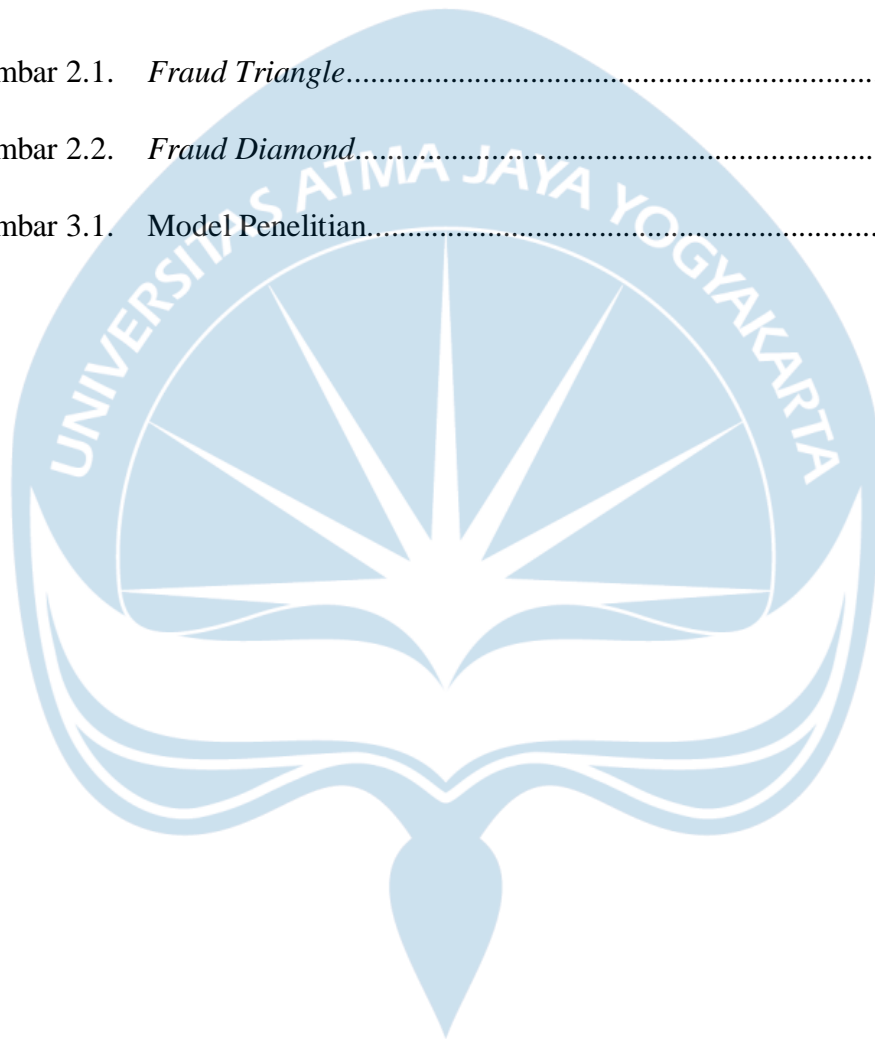 mbar 2.1. Fraud Triangle................................................................
mbar 2.2. Fraud Diamond...............................................................
mbar 3.1. Model Penelitian..............................................................
UNIVERSITAS ATMA JAYA YOGYAKARTA